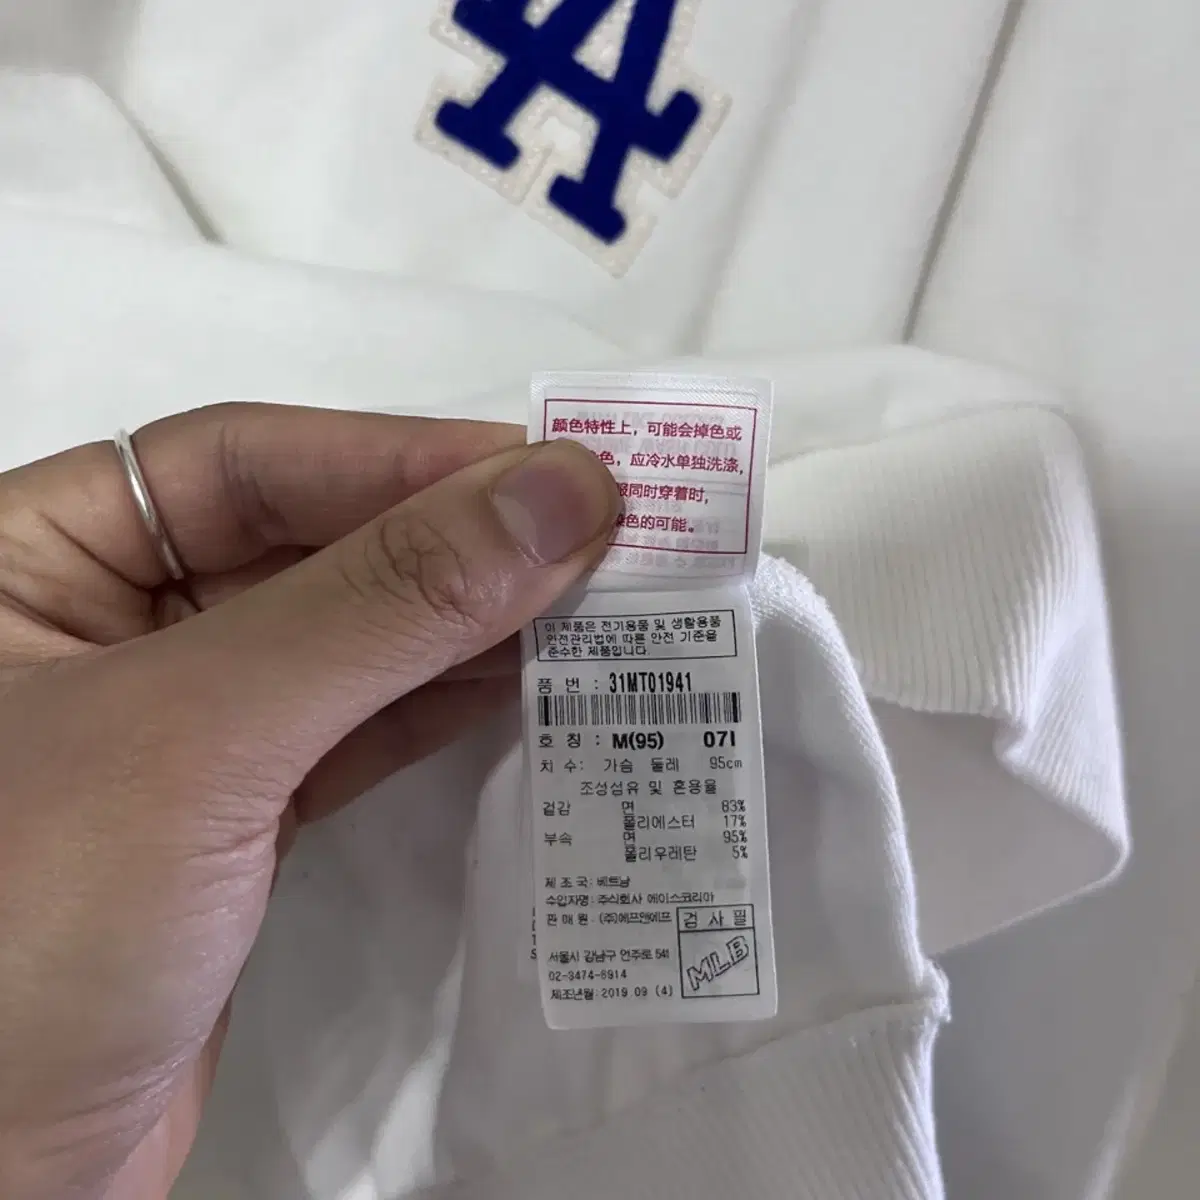 LA
颜色特性上，可能会掉色或
色，应冷水单独洗涤，
服同时穿着时，
染色的可能。
이 제품은 전기용품 및 생활용품
안전관리법에 따른 안전 기준을
준수한 제품입니다.
품 번 : 31MT01941
호 칭 : M(95) 07I
치 수: 가슴 둘레 95cm
조성섬유 및 혼용율
겉감 면 83%
폴리에스터 17%
부속 면 95%
폴리우레탄 5%
제 조 국: 베트남
수입자명: 주식회사 에이스코리아
판 매 원 : (주)에프앤에프
검 사 필
MLB
서울시 강남구 언주로 541
02-3474-8914
제조년월: 2019 09 (4)